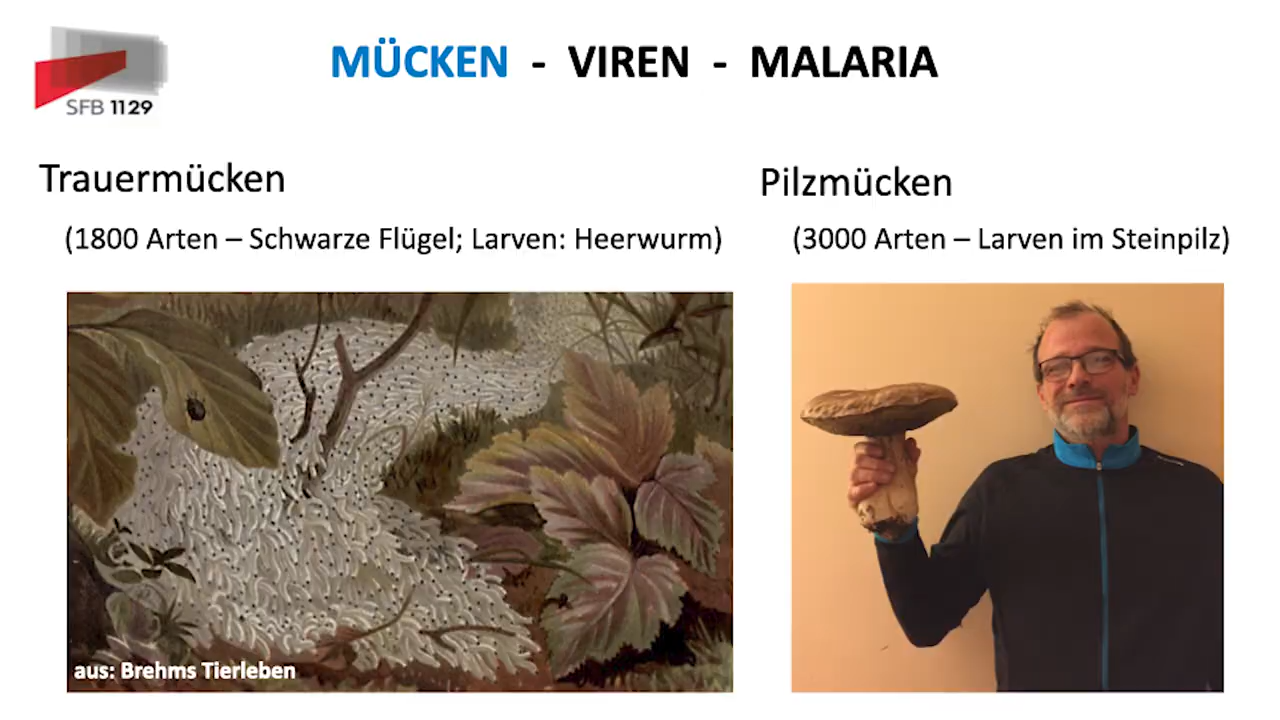 SFB 1129
MÜCKEN - VIREN - MALARIA
Trauermücken
(1800 Arten – Schwarze Flügel; Larven: Heerwurm)
aus: Brehms Tierleben
Pilzmücken
(3000 Arten – Larven im Steinpilz)